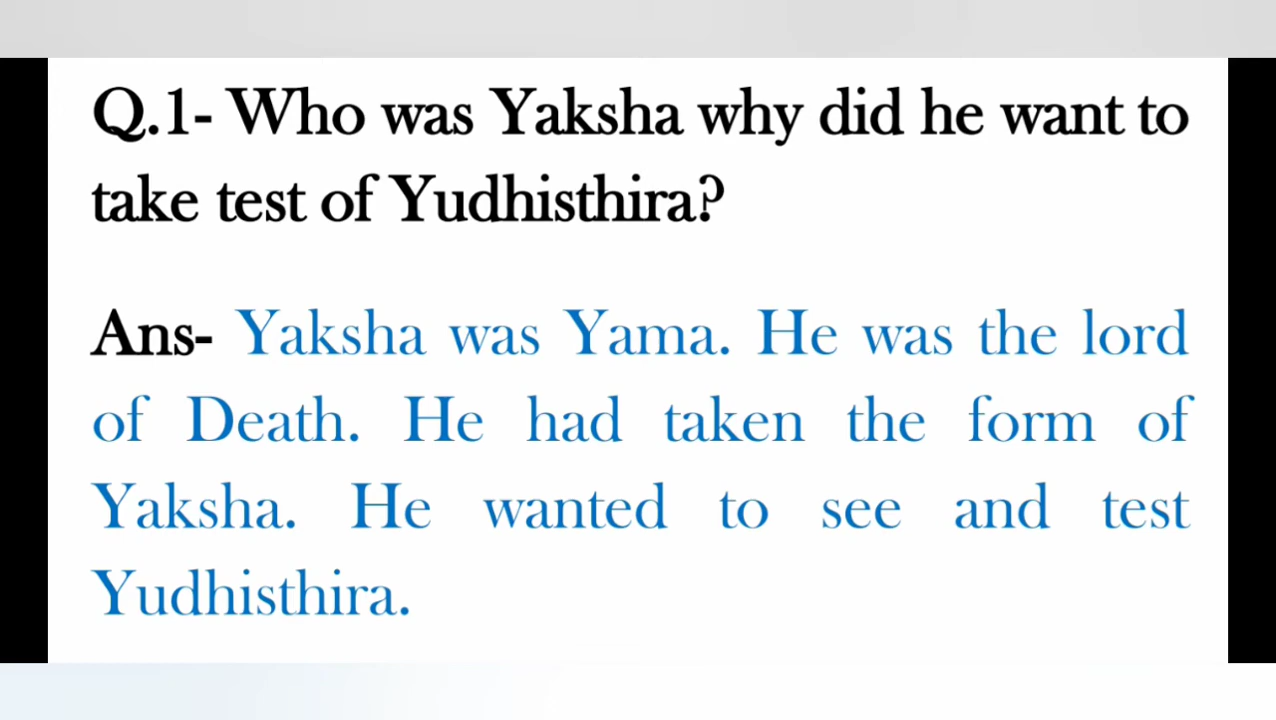 Q.1- Who was Yaksha why did he want to
take test of Yudhisthira?
Ans- Yaksha was Yama. He was the lord
of Death. He had taken the form of
Yaksha. He wanted to see and test
Yudhisthira.